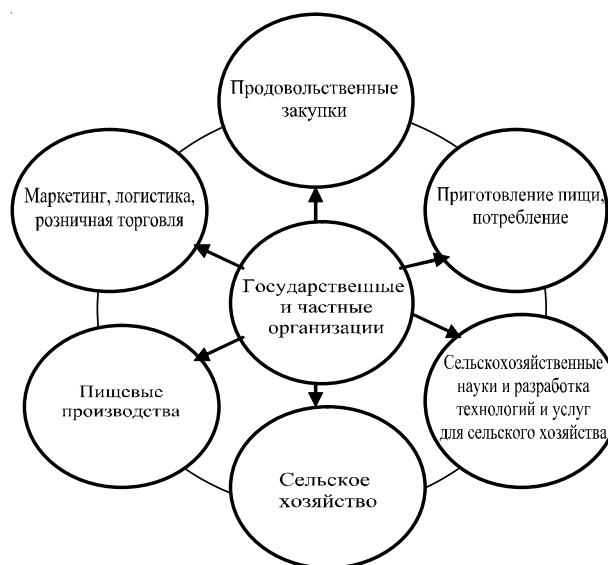 Продовольственные
закупки
Маркетинг, логистика,
розничная торговля
Приготовление пищи,
потребление
Государственные
и частные
организации
Пищевые
производства
Сельскохозяйственные
науки и разработка
технологий и услуг
для сельского хозяйства
Сельское
хозяйство